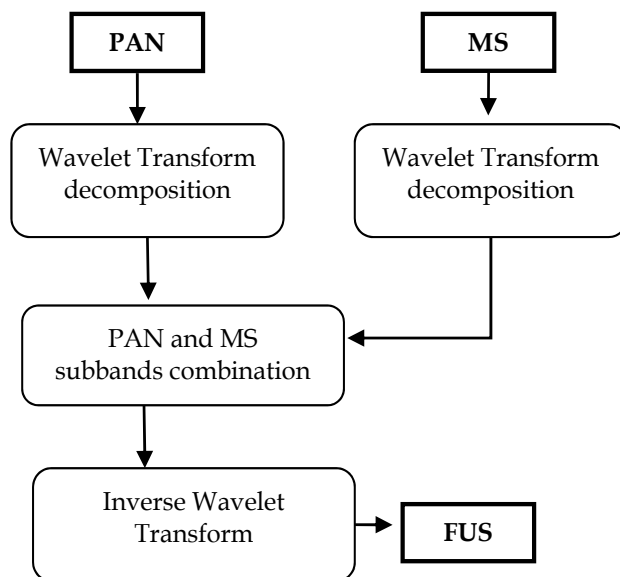 PAN
MS
Wavelet Transform
decomposition
Wavelet Transform
decomposition
PAN and MS
subbands combination
Inverse Wavelet
Transform
FUS